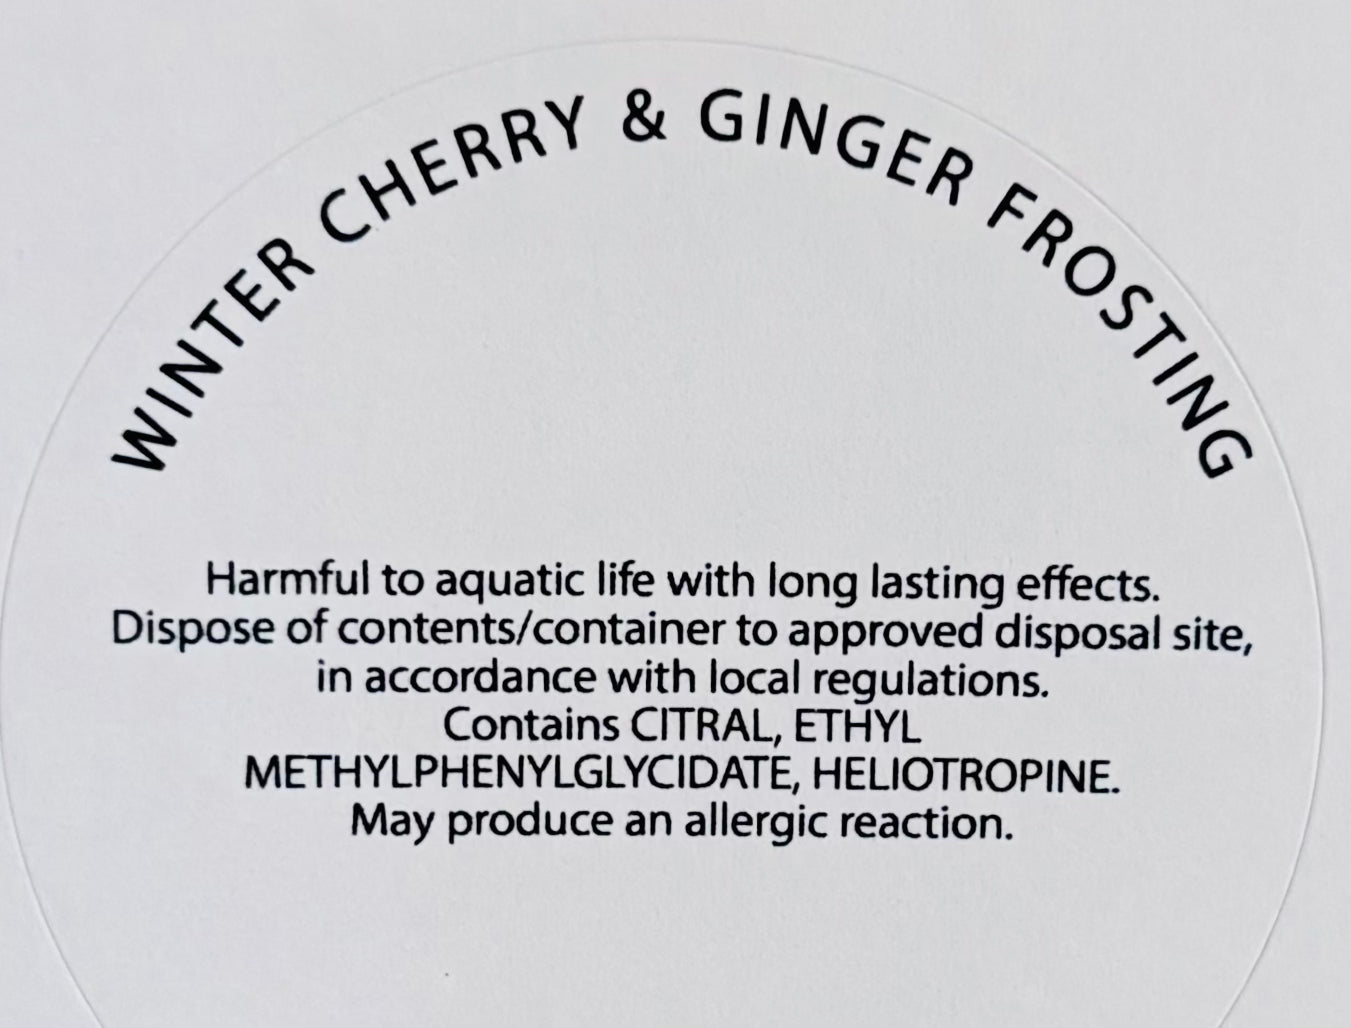 WINTER CHERRY & GINGER FROSTING
Harmful to aquatic life with long lasting effects.
Dispose of contents/container to approved disposal site,
in accordance with local regulations.
Contains CITRAL, ETHYL
METHYLPHENYLGLYCIDATE, HELIOTROPINE.
May produce an allergic reaction.